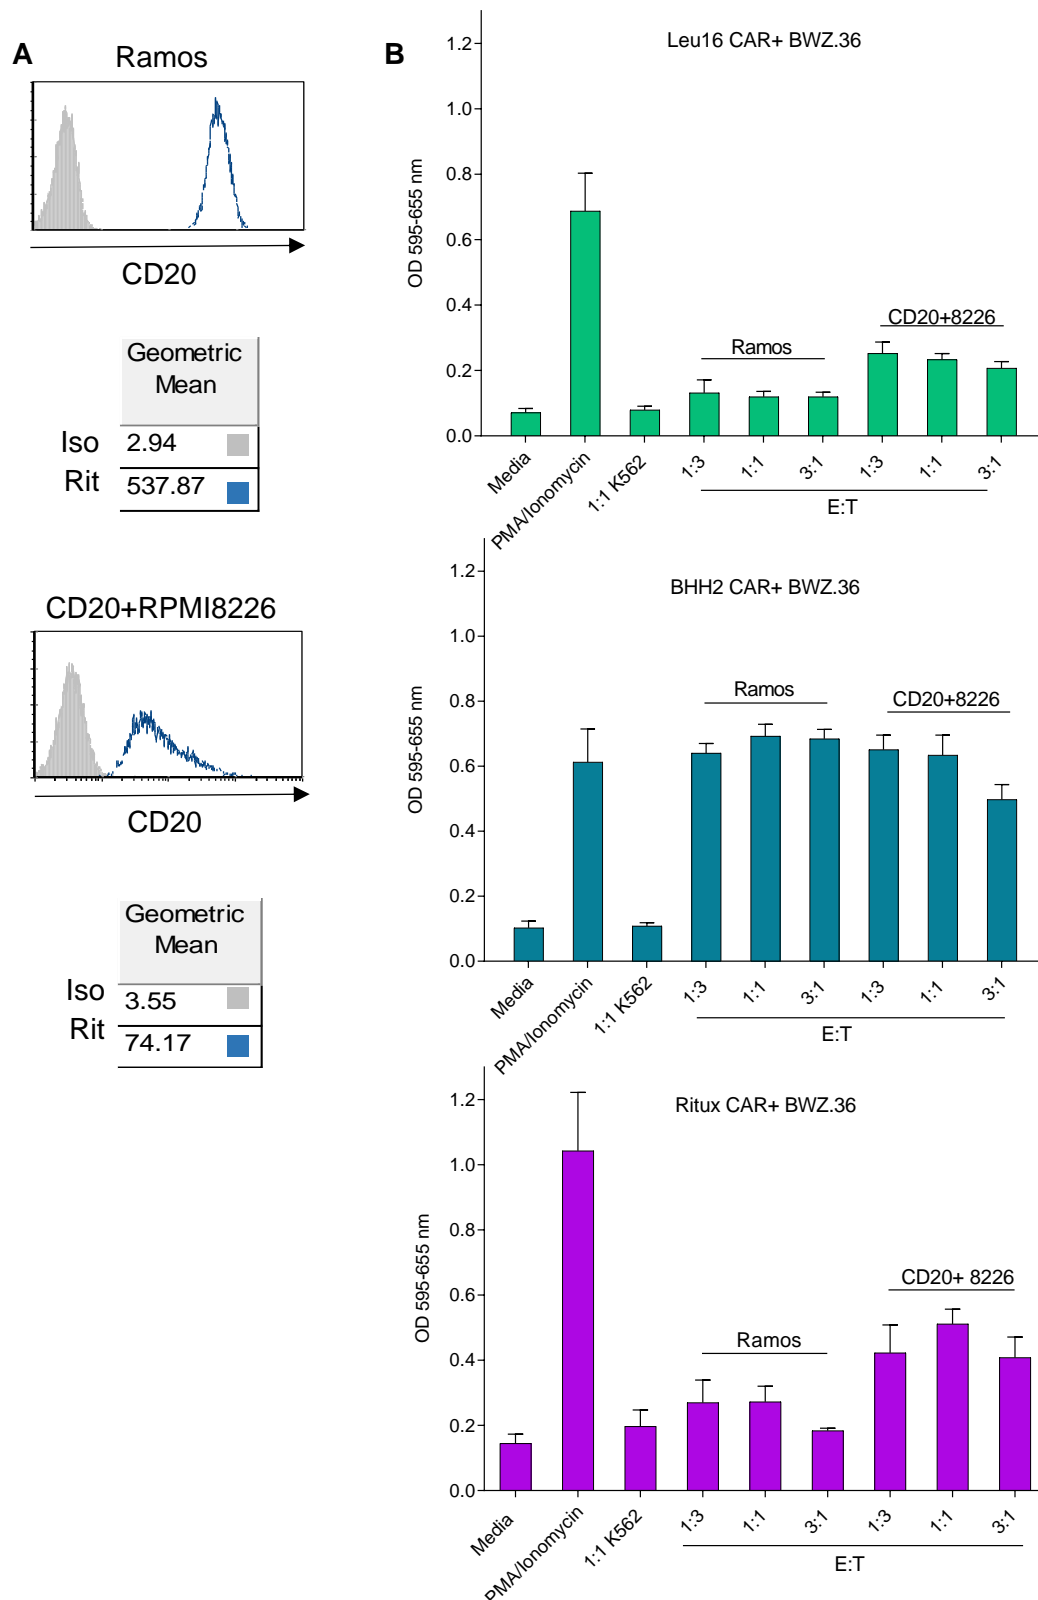 A
Ramos
CD20
Geometric
Mean
Iso
2.94
Rit
537.87
CD20+RPMI8226
CD20
Geometric
Mean
Iso
3.55
Rit
74.17
B
Leu16 CAR+ BWZ.36
OD 595-655 nm
1.2
1.0
0.8
0.6
0.4
0.2
0.0
Ramos
CD20+8226
Media
PMA/Ionomycin
1:1 K562
1:3
1:1
3:1
1:3
1:1
3:1
E:T
BHH2 CAR+ BWZ.36
OD 595-655 nm
1.2
1.0
0.8
0.6
0.4
0.2
0.0
Ramos
CD20+8226
Media
PMA/Ionomycin
1:1 K562
1:3
1:1
3:1
1:3
1:1
3:1
E:T
Ritux CAR+ BWZ.36
OD 595-655 nm
1.2
1.0
0.8
0.6
0.4
0.2
0.0
Ramos
CD20+ 8226
Media
PMA/Ionomycin
1:1 K562
1:3
1:1
3:1
1:3
1:1
3:1
E:T